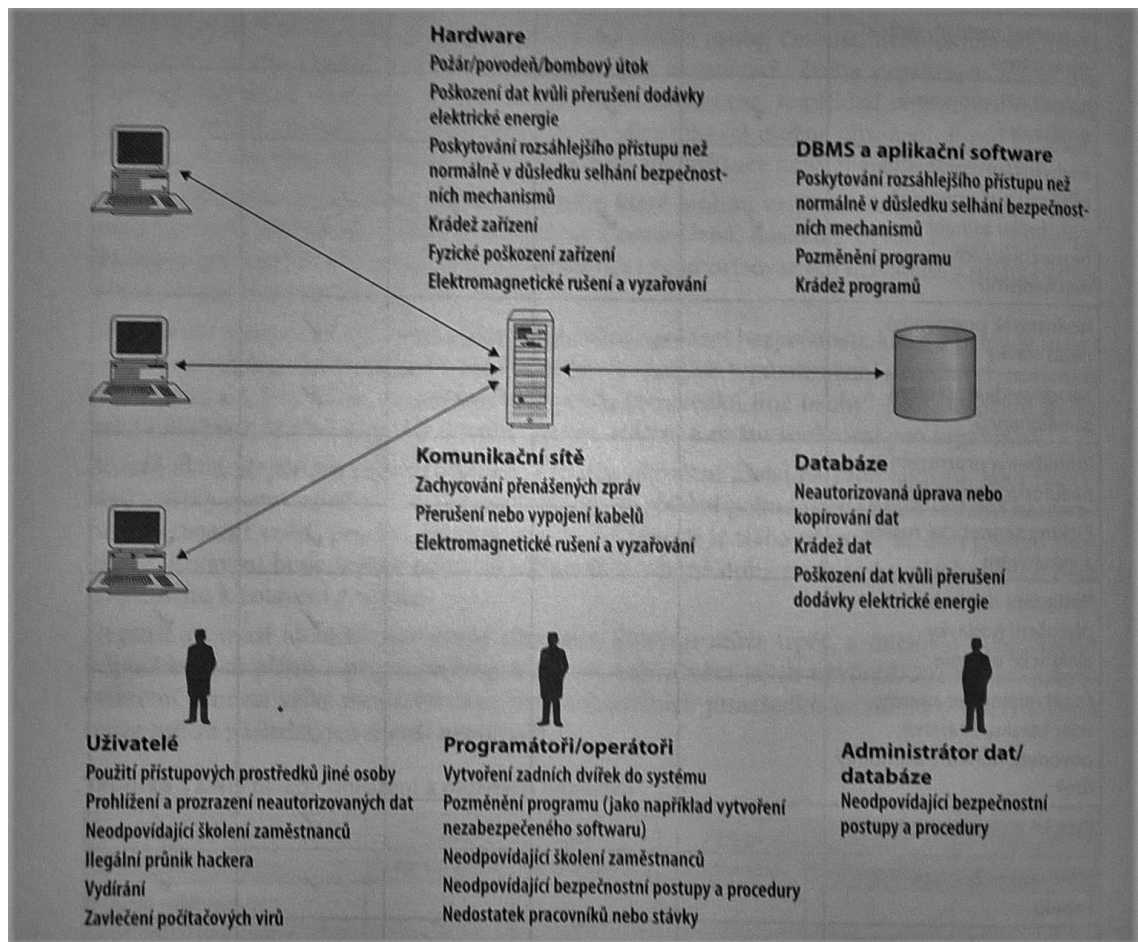 Hardware
Požár/povodeň/bombový útok
Poškození dat kvůli přerušení dodávky
elektrické energie
Poskytování rozsáhlejšího přístupu než
normálně v důsledku selhání bezpečnost-
ních mechanismů
Krádež zařízení
Fyzické poškození zařízení
Elektromagnetické rušení a vyzařování
DBMS a aplikační software
Poskytování rozsáhlejšího přístupu než
normálně v důsledku selhání bezpečnost-
ních mechanismů
Pozměnění programu
Krádež programů
Komunikační sítě
Zachycování přenášených zpráv
Přerušení nebo vypojení kabelů
Elektromagnetické rušení a vyzařování
Databáze
Neautorizovaná úprava nebo
kopírování dat
Krádež dat
Poškození dat kvůli přerušení
dodávky elektrické energie
Uživatelé
Použití přístupových prostředků jiné osoby
Prohlížení a prozrazení neautorizovaných dat
Neodpovídající školení zaměstnanců
Ilegální průnik hackera
Vydírání
Zavlečení počítačových virů
Programátoři/operátoři
Vytvoření zadních dvířek do systému
Pozměnění programu (jako například vytvoření
nezabezpečeného softwaru)
Neodpovídající školení zaměstnanců
Neodpovídající bezpečnostní postupy a procedury
Nedostatek pracovníků nebo stávky
Administrátor dat/
databáze
Neodpovídající bezpečnostní
postupy a procedury